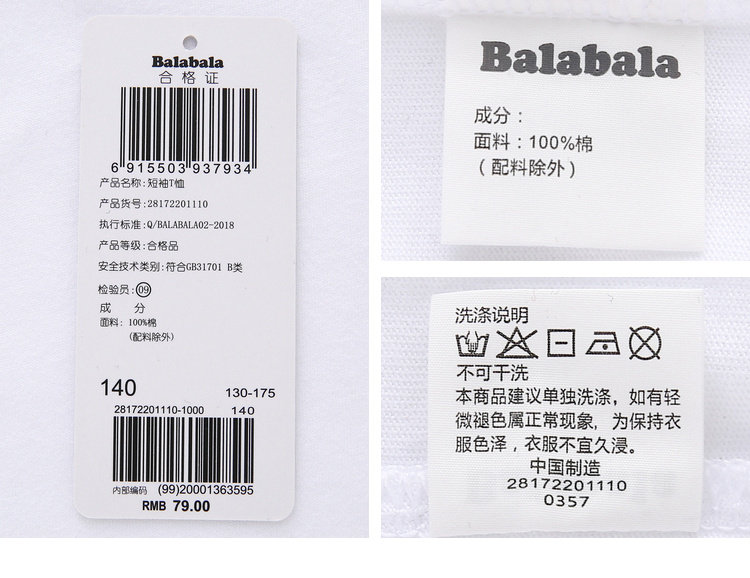 Balabala
合格证
6 915503 937934
产品名称:短袖T恤
产品货号:28172201110
执行标准:Q/BALABALA02-2018
产品等级:合格品
安全技术类别:符合GB31701 B类
检验员:09
成 分
面料: 100%棉
(配料除外)
140 130-175
28172201110-1000 140
内部编码 (99)20001363595
RMB 79.00
Balabala
成分:
面料:100%棉
(配料除外)
洗涤说明
不可干洗
本商品建议单独洗涤,如有轻
微褪色属正常现象,为保持衣
服色泽,衣服不宜久浸。
中国制造
28172201110
0357